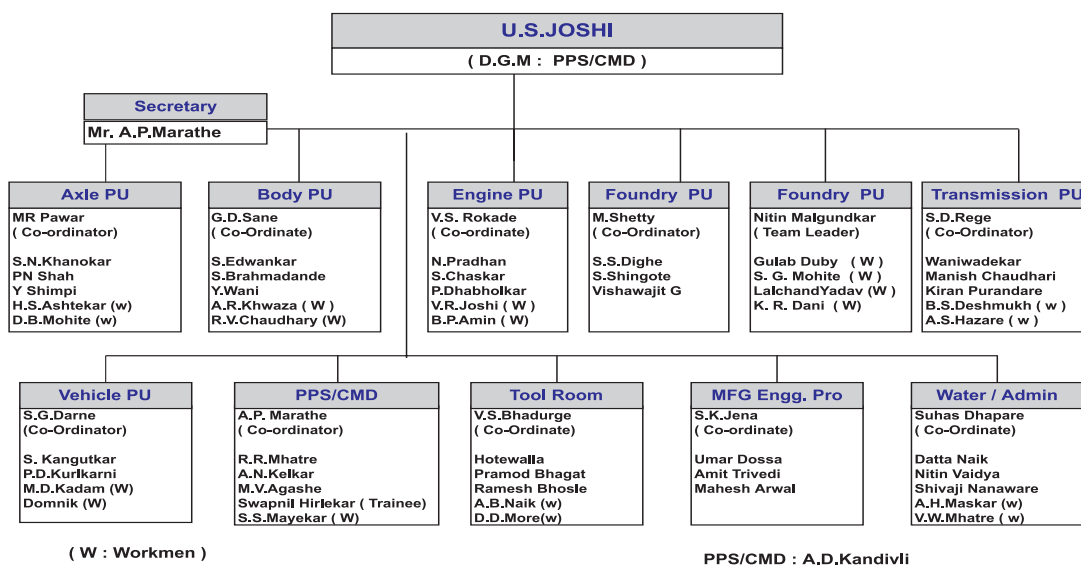 U.S.JOSHI
( D.G.M : PPS/CMD )
Secretary
Mr. A.P.Marathe
Axle PU
MR Pawar
( Co-ordinator)
S.N.Khanokar
PN Shah
Y Shimpi
H.S.Ashtekar (w)
D.B.Mohite (w)
Body PU
G.D.Sane
( Co-Ordinate)
S.Edwankar
S.Brahmadande
Y.Wani
A.R.Khwaza ( W )
R.V.Chaudhary (W)
Engine PU
V.S. Rokade
( Co-ordinate)
N.Pradhan
S.Chaskar
P.Dhabholkar
V.R.Joshi ( W )
B.P.Amin ( W)
Foundry PU
M.Shetty
( Co-Ordinator)
S.S.Dighe
S.Shingote
Vishawajit G
Foundry PU
Nitin Malgundkar
( Team Leader)
Gulab Duby ( W )
S. G. Mohite ( W )
LalchandYadav (W )
K. R. Dani ( W)
Transmission PU
S.D.Rege
( Co-Ordinator)
Waniwadekar
Manish Chaudhari
Kiran Purandare
B.S.Deshmukh ( w )
A.S.Hazare ( w )
Vehicle PU
S.G.Darne
(Co-Ordinator)
S. Kangutkar
P.D.Kurlkarni
M.D.Kadam (W)
Domnik (W)
PPS/CMD
A.P. Marathe
( Co-ordinator)
R.R.Mhatre
A.N.Kelkar
M.V.Agashe
Swapnil Hirlekar ( Trainee)
S.S.Mayekar ( W)
Tool Room
V.S.Bhadurge
( Co-Ordinate)
Hotewalla
Pramod Bhagat
Ramesh Bhosle
A.B.Naik (w)
D.D.More(w)
MFG Engg. Pro
S.K.Jena
( Co-ordinate)
Umar Dossa
Amit Trivedi
Mahesh Arwal
Water / Admin
Suhas Dhapare
( Co-Ordinate)
Datta Naik
Nitin Vaidya
Shivaji Nanaware
A.H.Maskar (w)
V.W.Mhatre ( w)
( W : Workmen )
PPS/CMD : A.D.Kandivli